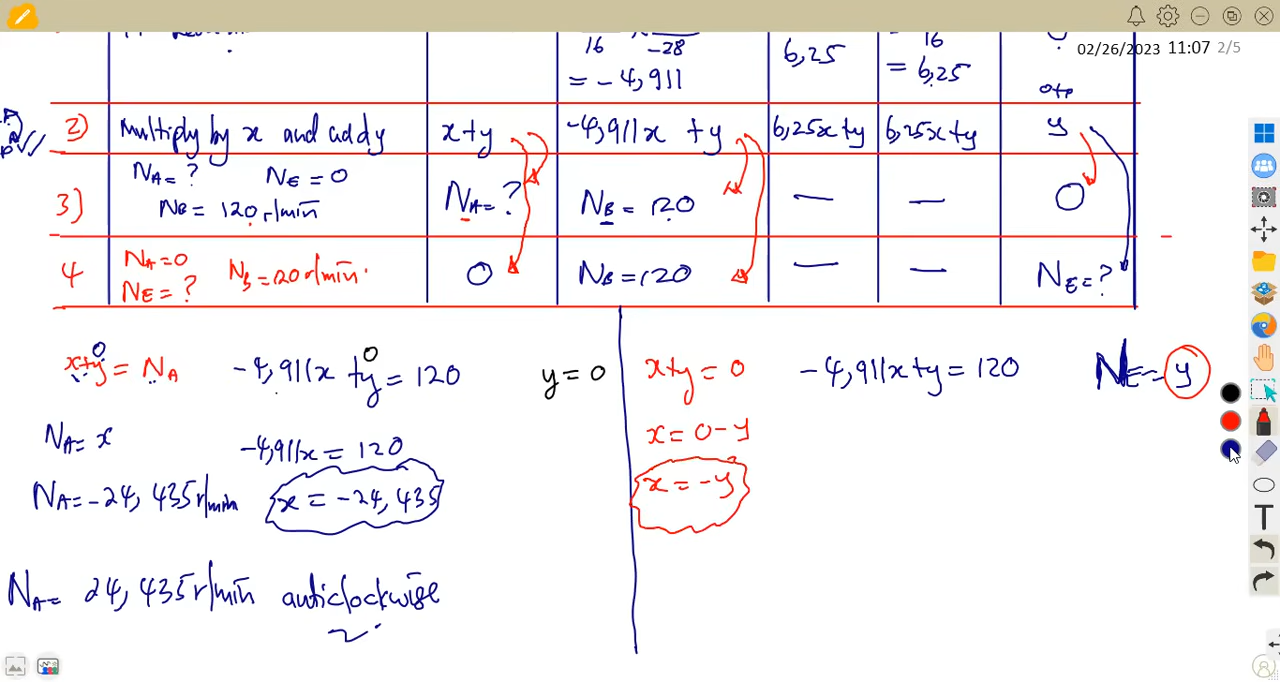 02/26/2023 11:07 2/5
16 -28
= -4,911
6,25
16
= 6,25
O/P
2) Multiply by x and add y x+y -4,911x +y 6,25x+y 6,25x+y y
3) NA=? NE=0
NB= 120 r/min
NA=? NB=120 — — 0
4 NA=0 NB=120 r/min
NE=?
0 NB=120 — — NE=?
x+y = NA 0 -4,911x +y = 120 0 y=0
NA= x -4,911x = 120
NA=-24,435 r/min x = -24,435
NA= 24,435 r/min anticlockwise
x+y = 0 -4,911x+y = 120 NE= y
x = 0-y
x = -y
T